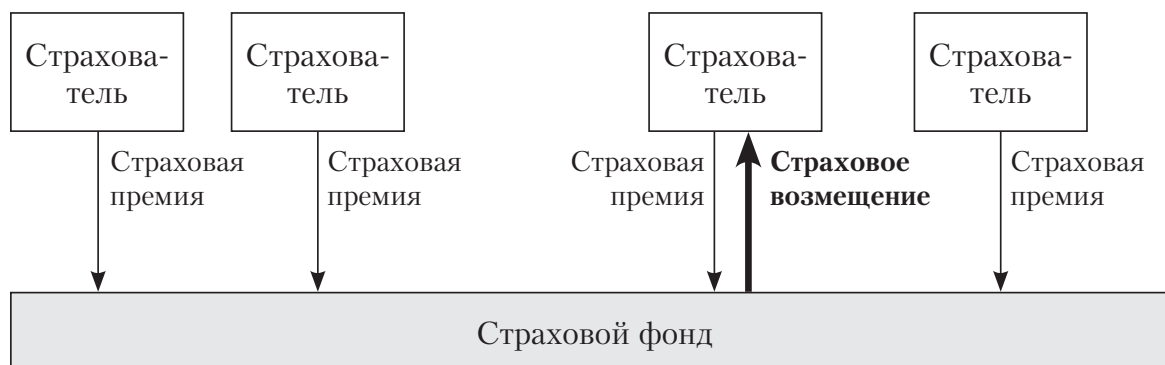 Страхова-
тель
Страхова-
тель
Страхова-
тель
Страхова-
тель
Страховая
премия
Страховая
премия
Страховая
премия
Страховое
возмещение
Страховая
премия
Страховой фонд